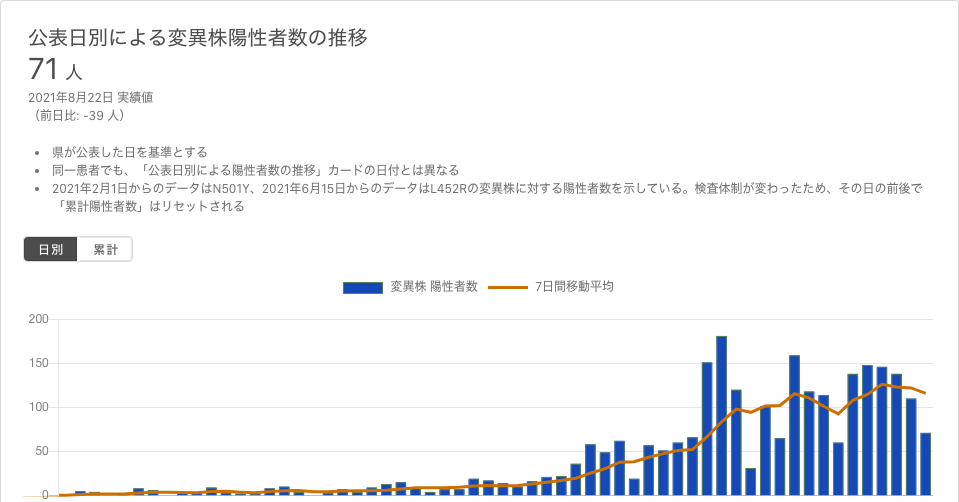 公表日別による変異株陽性者数の推移
71 人
2021年8月22日 実績値
（前日比: -39 人）
• 県が公表した日を基準とする
• 同一患者でも、「公表日別による陽性者数の推移」カードの日付とは異なる
• 2021年2月1日からのデータはN501Y、2021年6月15日からのデータはL452Rの変異株に対する陽性者数を示している。検査体制が変わったため、その日の前後で
「累計陽性者数」はリセットされる
日別 累計
変異株 陽性者数 7日間移動平均
200
150
100
50
0